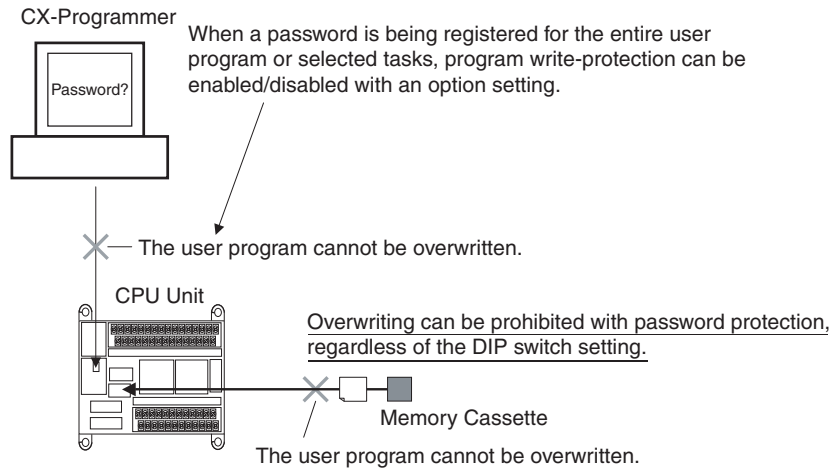 CX-Programmer
When a password is being registered for the entire user
program or selected tasks, program write-protection can be
enabled/disabled with an option setting.
Password?
The user program cannot be overwritten.
CPU Unit
Overwriting can be prohibited with password protection,
regardless of the DIP switch setting.
Memory Cassette
The user program cannot be overwritten.